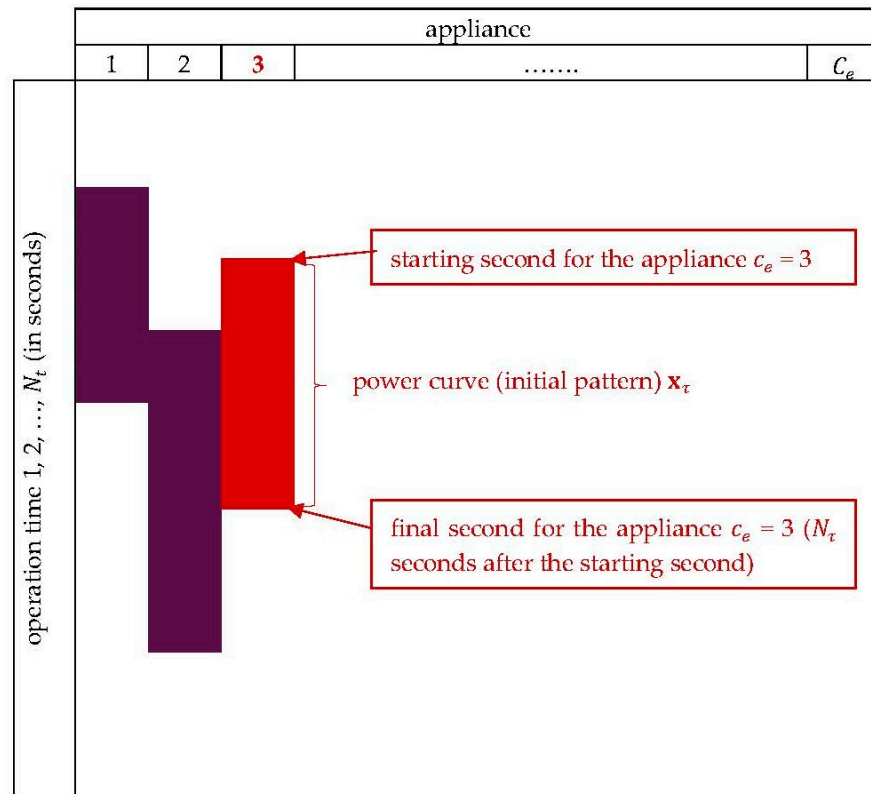 appliance
1 2 3 ……. C_e
operation time 1, 2, …, N_t (in seconds)
starting second for the appliance c_e = 3
power curve (initial pattern) x_τ
final second for the appliance c_e = 3 (N_τ
seconds after the starting second)